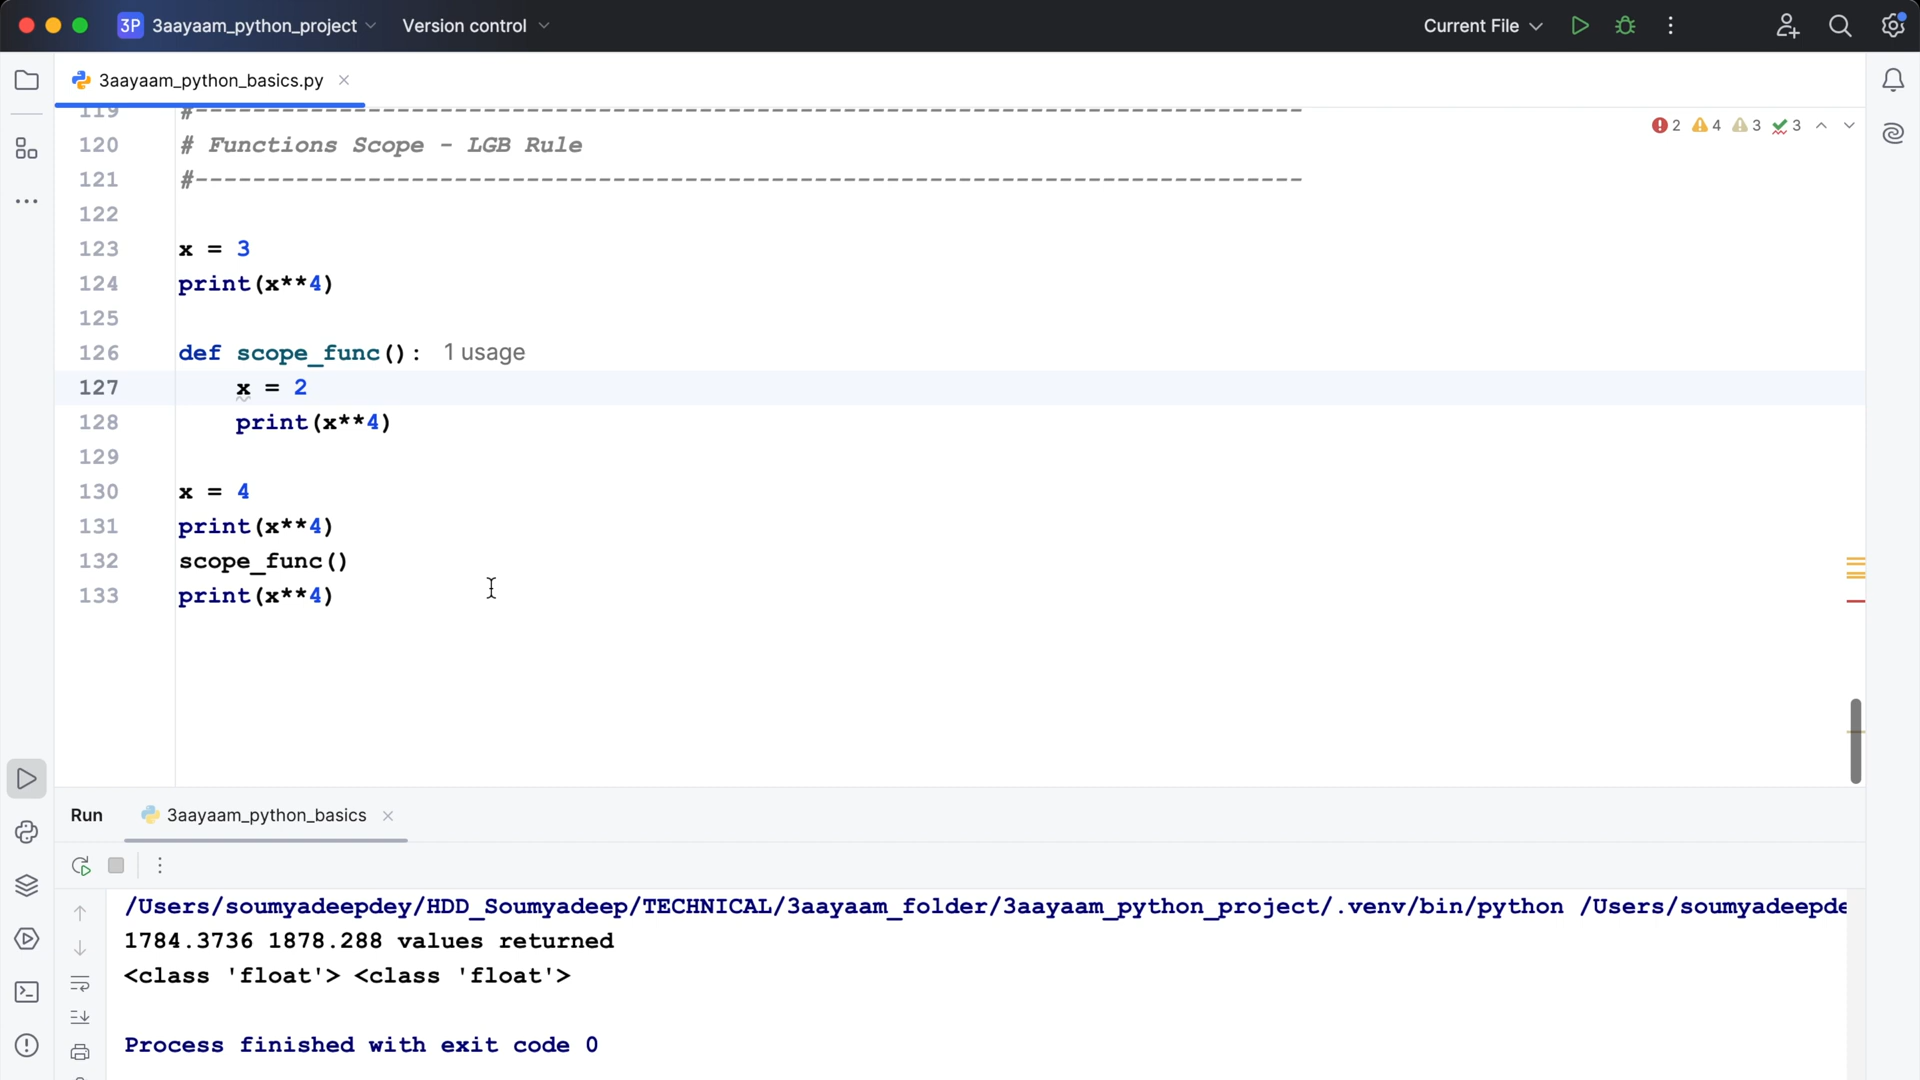 3P 3aayaam_python_project Version control Current File
3aayaam_python_basics.py
2 4 3 3
119 #-----------------------------------------------------------------------------
120 # Functions Scope - LGB Rule
121 #-----------------------------------------------------------------------------
122
123 x = 3
124 print(x**4)
125
126 def scope_func(): 1 usage
127 x = 2
128 print(x**4)
129
130 x = 4
131 print(x**4)
132 scope_func()
133 print(x**4)
Run 3aayaam_python_basics
/Users/soumyadeepdey/HDD_Soumyadeep/TECHNICAL/3aayaam_folder/3aayaam_python_project/.venv/bin/python /Users/soumyadeepde
1784.3736 1878.288 values returned
<class 'float'> <class 'float'>
Process finished with exit code 0